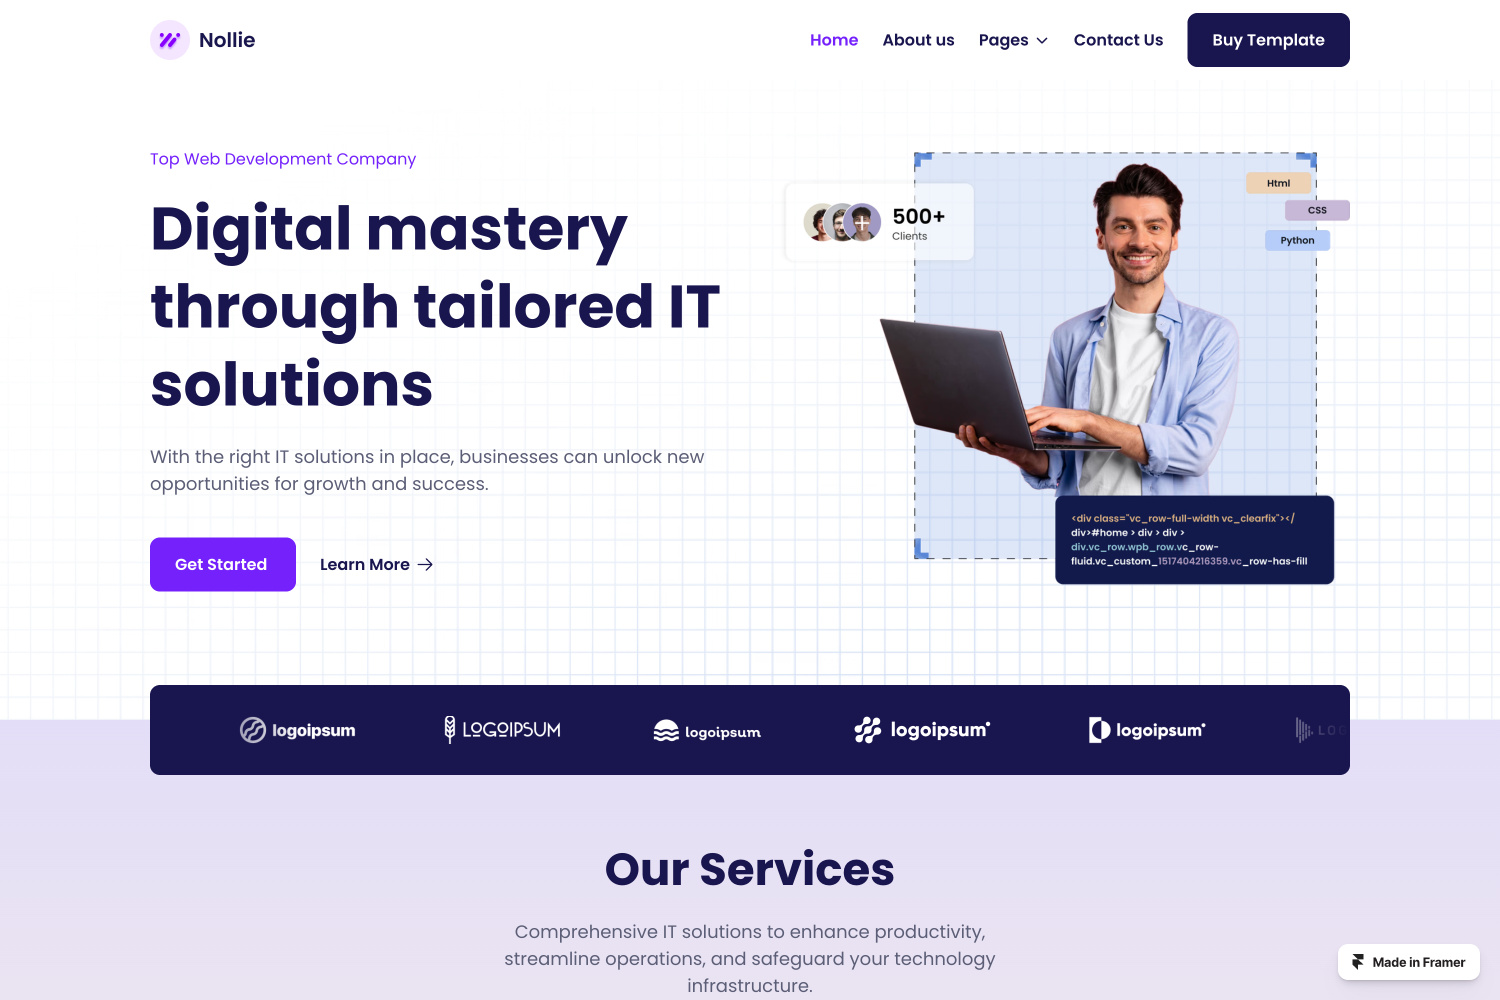 Nollie
Home
About us
Pages
Contact Us
Buy Template
Top Web Development Company
Digital mastery
through tailored IT
solutions
With the right IT solutions in place, businesses can unlock new
opportunities for growth and success.
Get Started
Learn More
500+
Clients
Html
CSS
Python
<div class="vc_row-full-width vc_clearfix"></
div>#home > div > div >
div.vc_row.wpb_row.vc_row-
fluid.vc_custom_1517404216359.vc_row-has-fill
logoipsum
LOGOIPSUM
logoipsum
logoipsum
logoipsum
Our Services
Comprehensive IT solutions to enhance productivity,
streamline operations, and safeguard your technology
infrastructure.
Made in Framer